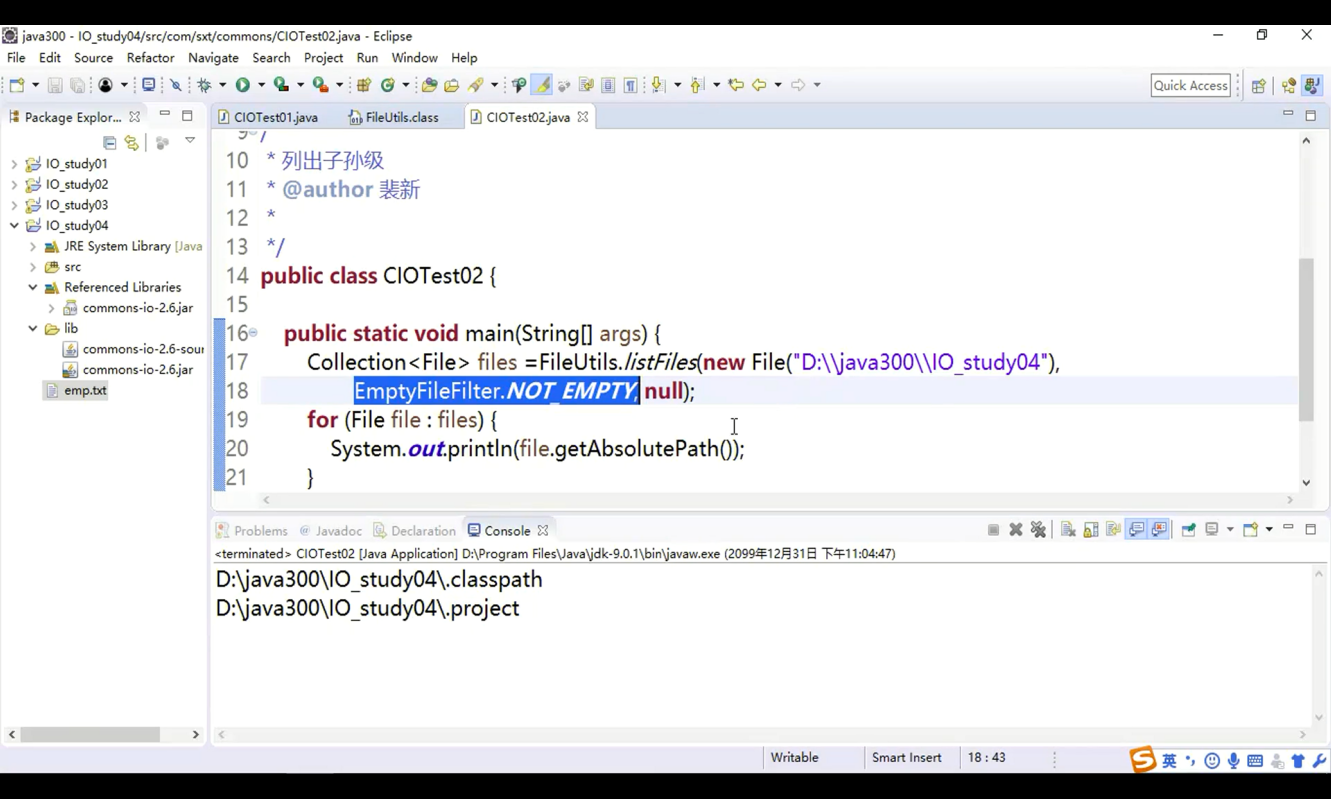 java300 - IO_study04/src/com/sxt/commons/CIOTest02.java - Eclipse
File Edit Source Refactor Navigate Search Project Run Window Help
Quick Access
Package Explor...
CIOTest01.java FileUtils.class CIOTest02.java
IO_study01
IO_study02
IO_study03
IO_study04
JRE System Library [Java
src
Referenced Libraries
commons-io-2.6.jar
lib
commons-io-2.6-sour
commons-io-2.6.jar
emp.txt
9 /
10 * 列出子孙级
11 * @author 裴新
12 *
13 */
14 public class CIOTest02 {
15
16 public static void main(String[] args) {
17 Collection<File> files =FileUtils.listFiles(new File("D:\\java300\\IO_study04"),
18 EmptyFileFilter.NOT_EMPTY, null);
19 for (File file : files) {
20 System.out.println(file.getAbsolutePath());
21 }
Problems @ Javadoc Declaration Console
<terminated> CIOTest02 [Java Application] D:\Program Files\Java\jdk-9.0.1\bin\javaw.exe (2099年12月31日 下午11:04:47)
D:\java300\IO_study04\.classpath
D:\java300\IO_study04\.project
Writable Smart Insert 18 : 43
英